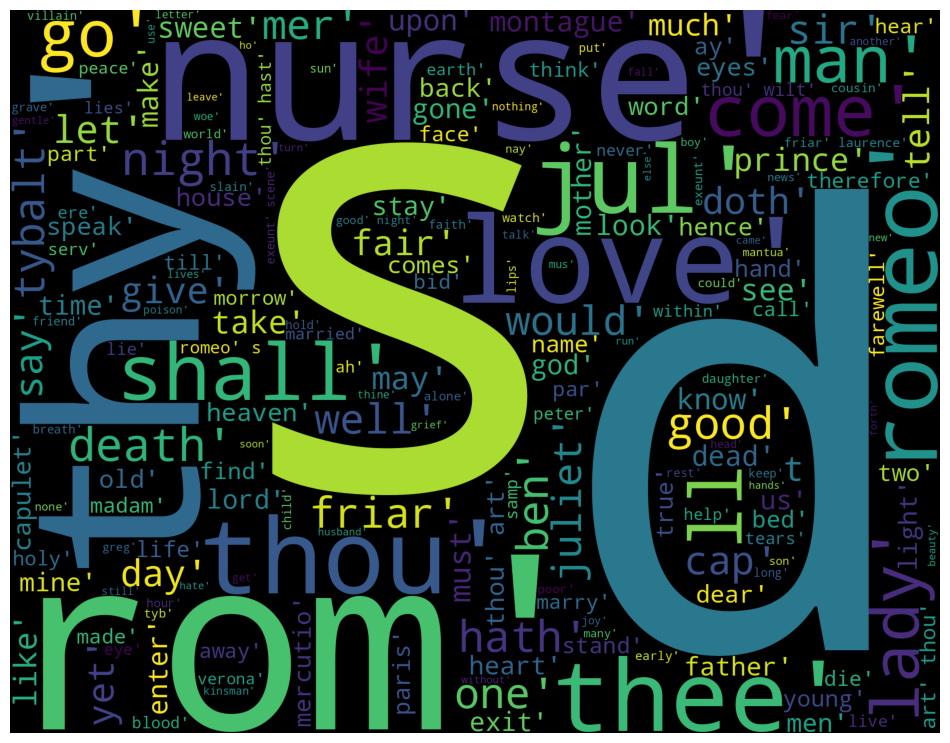 villain'
letter'
use'
go'
sweet'
mer'
upon'
montague'
much'
sir'
ay'
hear'
fear'
another'
peace'
make'
nurse'
wife'
ho'
sun'
earth'
think'
put'
fall'
eyes'
man'
thou' wilt'
cousin'
grave'
lies'
leave'
back'
nothing'
word'
come'
tell'
gentle'
woe'
gone'
let'
world'
thou' hast'
face'
nay'
boy'
friar' laurence'
part'
turn'
night'
jul'
never'
else'
prince'
news'
therefore'
tybalt'
slain'
house'
scene'
exeunt'
mother'
exeunt'
doth'
ere'
speak
stay'
good' night'
faith'
watch'
talk'
look'
hence'
thy'
S'
d'
serv'
fair'
love'
came'
mantua'
new'
till'
lives'
comes'
bid'
lips'
mus'
hand'
could'
see'
romeo'
time'
give'
poison'
morrow'
hold'
married'
would'
within'
call'
farewell'
friend'
take'
name'
run'
say'
lie'
romeo' s
shall'
ah'
may'
thine'
alone'
god'
par'
daughter'
heaven'
well'
grief'
peter'
know'
breath'
death'
soon'
good'
head'
forth'
capulet'
old'
find'
juliet'
dead'
t
two'
none'
madam'
lord'
child'
samp'
ben'
true'
rest'
ll'
keep'
hands'
us'
friar'
help'
bed'
light'
holy'
greg'
life'
thou'
husband'
art'
thou'
tears'
cap'
son'
long'
beauty'
mine'
day'
still'
hate'
get'
must'
poor'
marry'
dear'
lady'
rom'
hour'
tyb'
joy'
many'
like'
made'
eye'
yet'
enter'
away'
mercutio'
paris'
hath'
stand'
heart'
early'
father'
art'
thou'
verona'
kinsman'
without'
one'
thee'
die'
young'
blood'
exit'
men'
live'